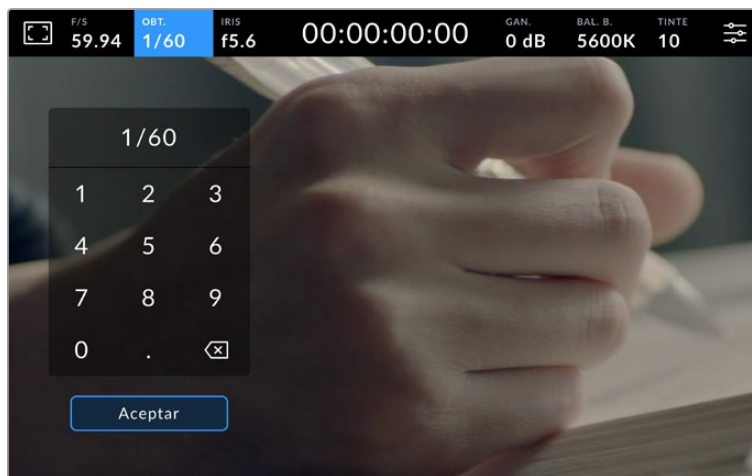 F/S OBT. IRIS GAN. BAL. B. TINTE
59.94 1/60 f5.6 00:00:00:00 0 dB 5600K 10
1/60
1 2 3
4 5 6
7 8 9
0 .
Aceptar